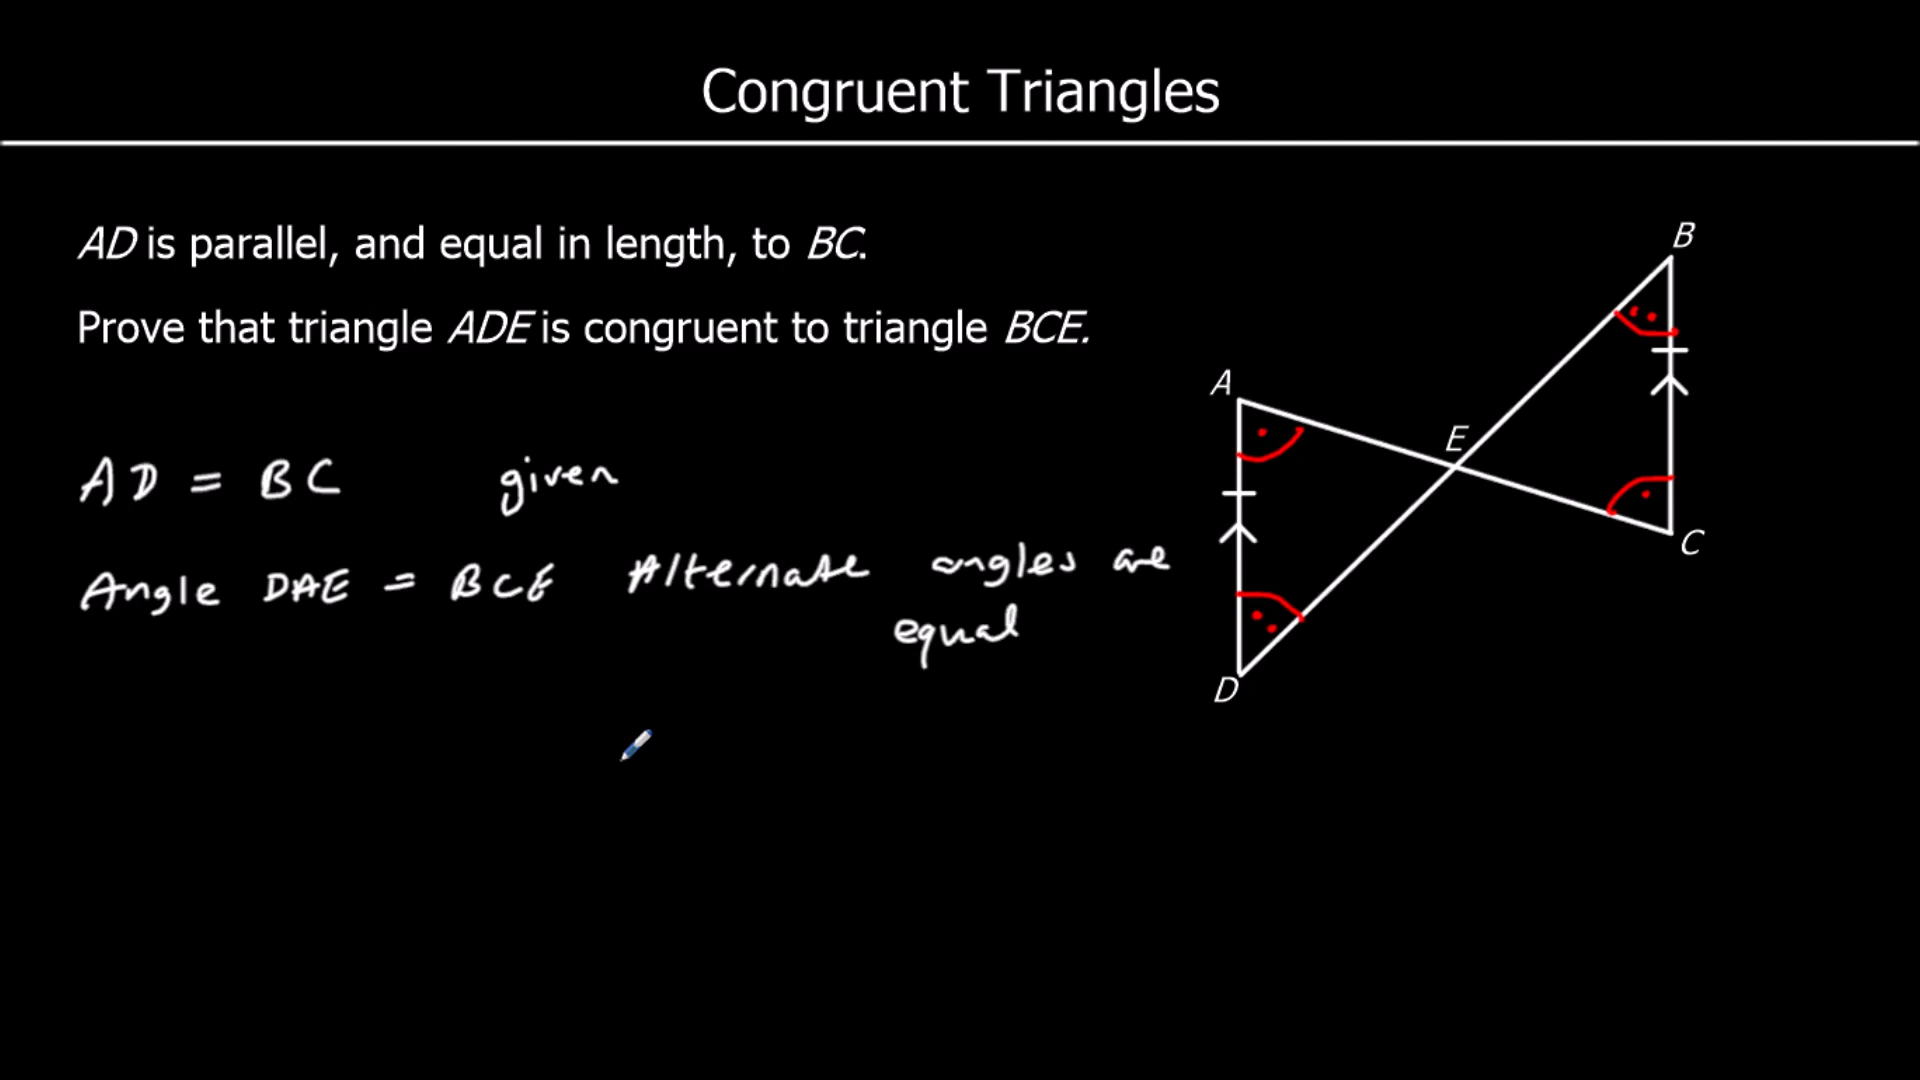 Congruent Triangles
AD is parallel, and equal in length, to BC.
Prove that triangle ADE is congruent to triangle BCE.
AD = BC given
Angle DAE = BCE Alternate angles are
equal
B
A
E
C
D